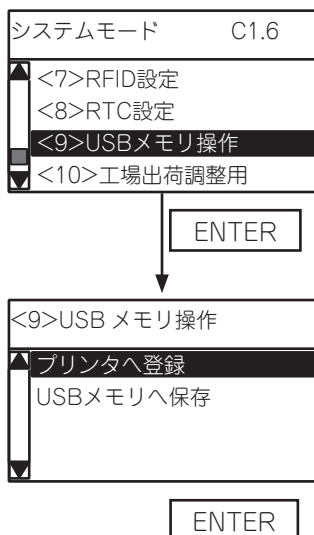 システムモード C1.6
<7>RFID設定
<8>RTC設定
<9>USBメモリ操作
<10>工場出荷調整用
ENTER
<9>USB メモリ操作
プリンタへ登録
USBメモリへ保存
ENTER